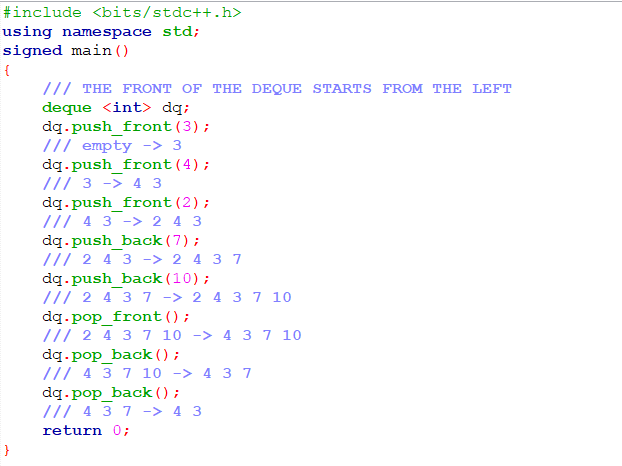 #include <bits/stdc++.h>
using namespace std;
signed main()
{
    /// THE FRONT OF THE DEQUE STARTS FROM THE LEFT
    deque <int> dq;
    dq.push_front(3);
    /// empty -> 3
    dq.push_front(4);
    /// 3 -> 4 3
    dq.push_front(2);
    /// 4 3 -> 2 4 3
    dq.push_back(7);
    /// 2 4 3 -> 2 4 3 7
    dq.push_back(10);
    /// 2 4 3 7 -> 2 4 3 7 10
    dq.pop_front();
    /// 2 4 3 7 10 -> 4 3 7 10
    dq.pop_back();
    /// 4 3 7 10 -> 4 3 7
    dq.pop_back();
    /// 4 3 7 -> 4 3
    return 0;
}